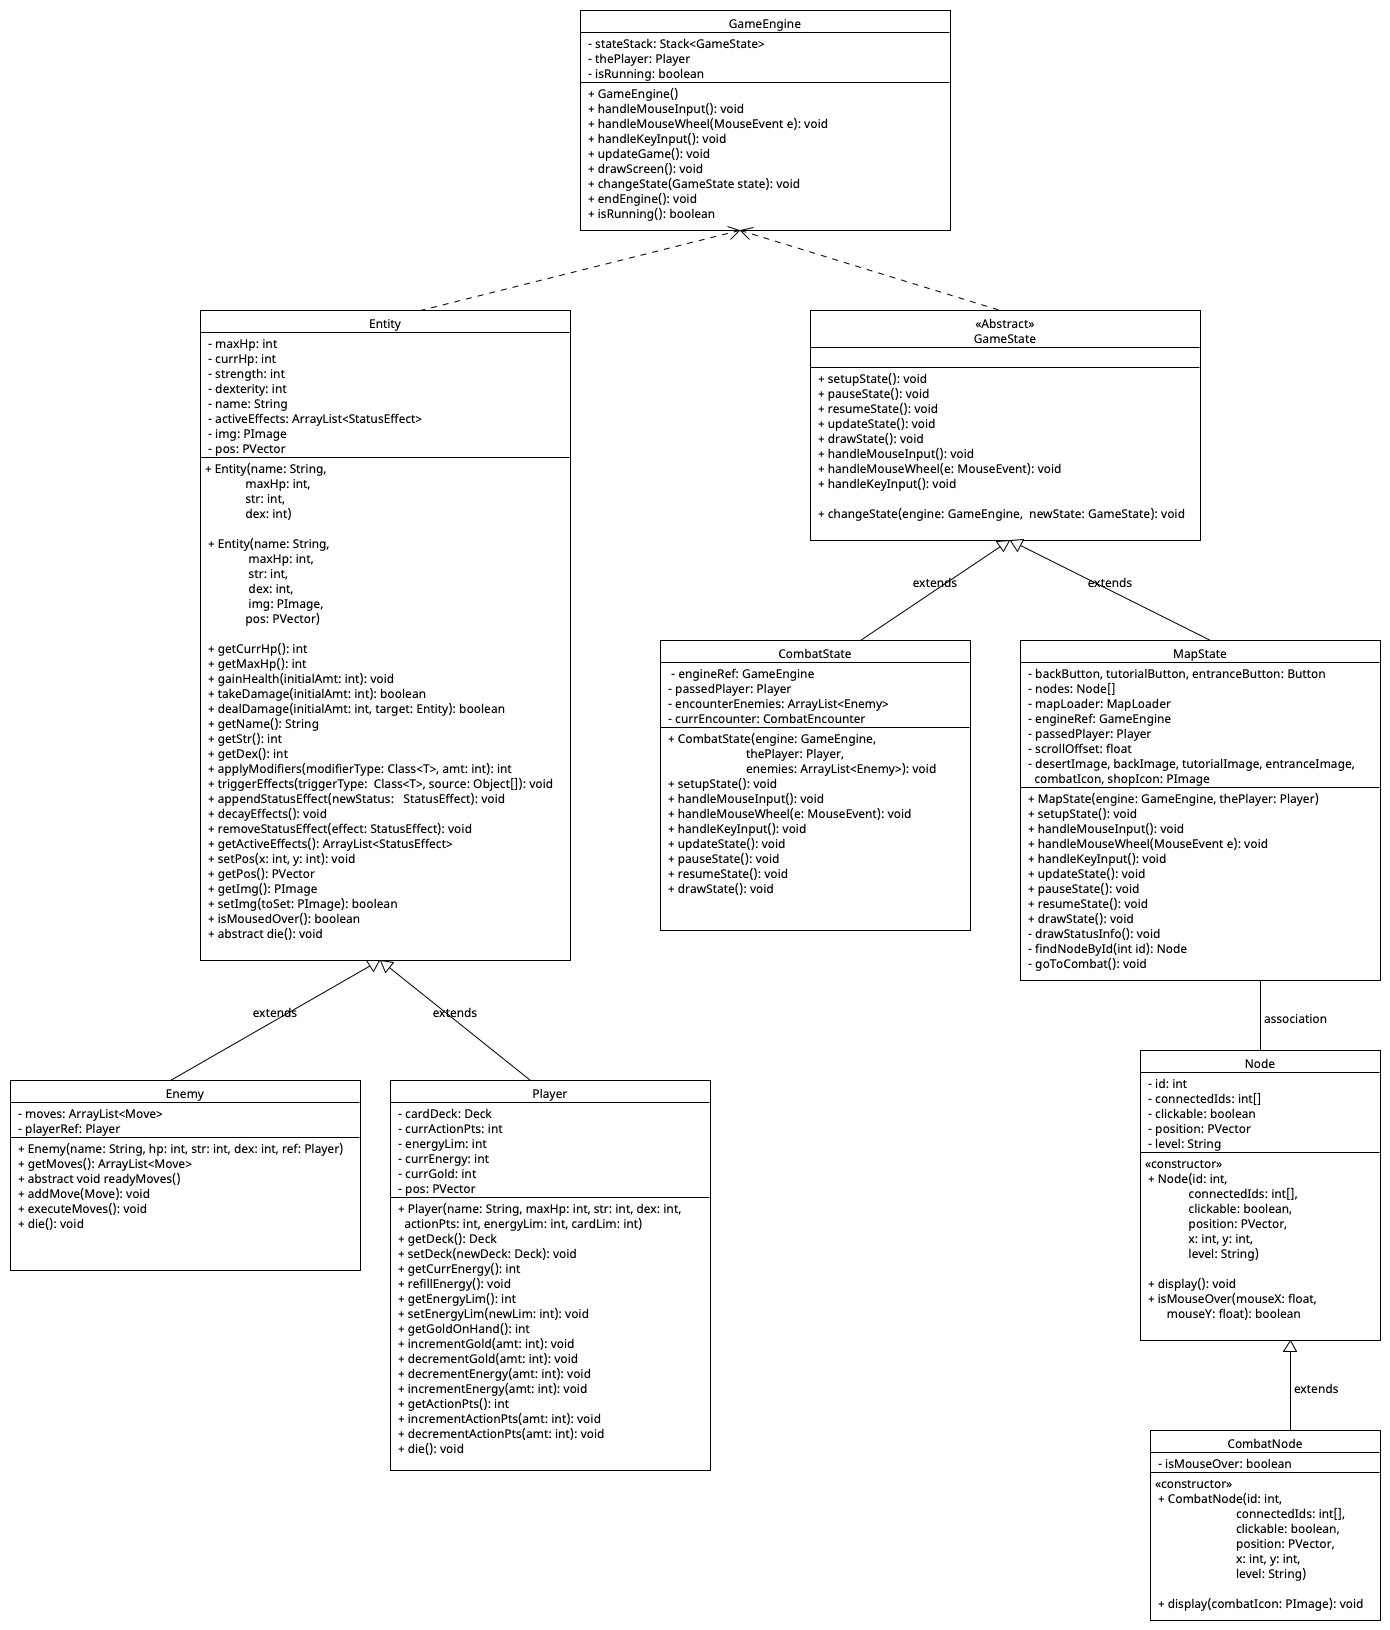 GameEngine
- stateStack: Stack<GameState>
- thePlayer: Player
- isRunning: boolean
+ GameEngine()
+ handleMouseInput(): void
+ handleMouseWheel(MouseEvent e): void
+ handleKeyInput(): void
+ updateGame(): void
+ drawScreen(): void
+ changeState(GameState state): void
+ endEngine(): void
+ isRunning(): boolean
Entity
- maxHp: int
- currHp: int
- strength: int
- dexterity: int
- name: String
- activeEffects: ArrayList<StatusEffect>
- img: PImage
- pos: PVector
+ Entity(name: String,
maxHp: int,
str: int,
dex: int)
+ Entity(name: String,
maxHp: int,
str: int,
dex: int,
img: PImage,
pos: PVector)
+ getCurrHp(): int
+ getMaxHp(): int
+ gainHealth(initialAmt: int): void
+ takeDamage(initialAmt: int): boolean
+ dealDamage(initialAmt: int, target: Entity): boolean
+ getName(): String
+ getStr(): int
+ getDex(): int
+ applyModifiers(modifierType: Class<T>, amt: int): int
+ triggerEffects(triggerType:  Class<T>, source: Object[]): void
+ appendStatusEffect(newStatus:   StatusEffect): void
+ decayEffects(): void
+ removeStatusEffect(effect: StatusEffect): void
+ getActiveEffects(): ArrayList<StatusEffect>
+ setPos(x: int, y: int): void
+ getPos(): PVector
+ getImg(): PImage
+ setImg(toSet: PImage): boolean
+ isMousedOver(): boolean
+ abstract die(): void
«Abstract»
GameState
+ setupState(): void
+ pauseState(): void
+ resumeState(): void
+ updateState(): void
+ drawState(): void
+ handleMouseInput(): void
+ handleMouseWheel(e: MouseEvent): void
+ handleKeyInput(): void
+ changeState(engine: GameEngine,  newState: GameState): void
extends
extends
CombatState
- engineRef: GameEngine
- passedPlayer: Player
- encounterEnemies: ArrayList<Enemy>
- currEncounter: CombatEncounter
+ CombatState(engine: GameEngine,
thePlayer: Player,
enemies: ArrayList<Enemy>): void
+ setupState(): void
+ handleMouseInput(): void
+ handleMouseWheel(e: MouseEvent): void
+ handleKeyInput(): void
+ updateState(): void
+ pauseState(): void
+ resumeState(): void
+ drawState(): void
MapState
- backButton, tutorialButton, entranceButton: Button
- nodes: Node[]
- mapLoader: MapLoader
- engineRef: GameEngine
- passedPlayer: Player
- scrollOffset: float
- desertImage, backImage, tutorialImage, entranceImage,
combatIcon, shopIcon: PImage
+ MapState(engine: GameEngine, thePlayer: Player)
+ setupState(): void
+ handleMouseInput(): void
+ handleMouseWheel(MouseEvent e): void
+ handleKeyInput(): void
+ updateState(): void
+ pauseState(): void
+ resumeState(): void
+ drawState(): void
- drawStatusInfo(): void
- findNodeById(int id): Node
- goToCombat(): void
extends
extends
association
Enemy
- moves: ArrayList<Move>
- playerRef: Player
+ Enemy(name: String, hp: int, str: int, dex: int, ref: Player)
+ getMoves(): ArrayList<Move>
+ abstract void readyMoves()
+ addMove(Move): void
+ executeMoves(): void
+ die(): void
Player
- cardDeck: Deck
- currActionPts: int
- energyLim: int
- currEnergy: int
- currGold: int
- pos: PVector
+ Player(name: String, maxHp: int, str: int, dex: int,
actionPts: int, energyLim: int, cardLim: int)
+ getDeck(): Deck
+ setDeck(newDeck: Deck): void
+ getCurrEnergy(): int
+ refillEnergy(): void
+ getEnergyLim(): int
+ setEnergyLim(newLim: int): void
+ getGoldOnHand(): int
+ incrementGold(amt: int): void
+ decrementGold(amt: int): void
+ decrementEnergy(amt: int): void
+ incrementEnergy(amt: int): void
+ getActionPts(): int
+ incrementActionPts(amt: int): void
+ decrementActionPts(amt: int): void
+ die(): void
Node
- id: int
- connectedIds: int[]
- clickable: boolean
- position: PVector
- level: String
«constructor»
+ Node(id: int,
connectedIds: int[],
clickable: boolean,
position: PVector,
x: int, y: int,
level: String)
+ display(): void
+ isMouseOver(mouseX: float,
mouseY: float): boolean
extends
CombatNode
- isMouseOver: boolean
«constructor»
+ CombatNode(id: int,
connectedIds: int[],
clickable: boolean,
position: PVector,
x: int, y: int,
level: String)
+ display(combatIcon: PImage): void